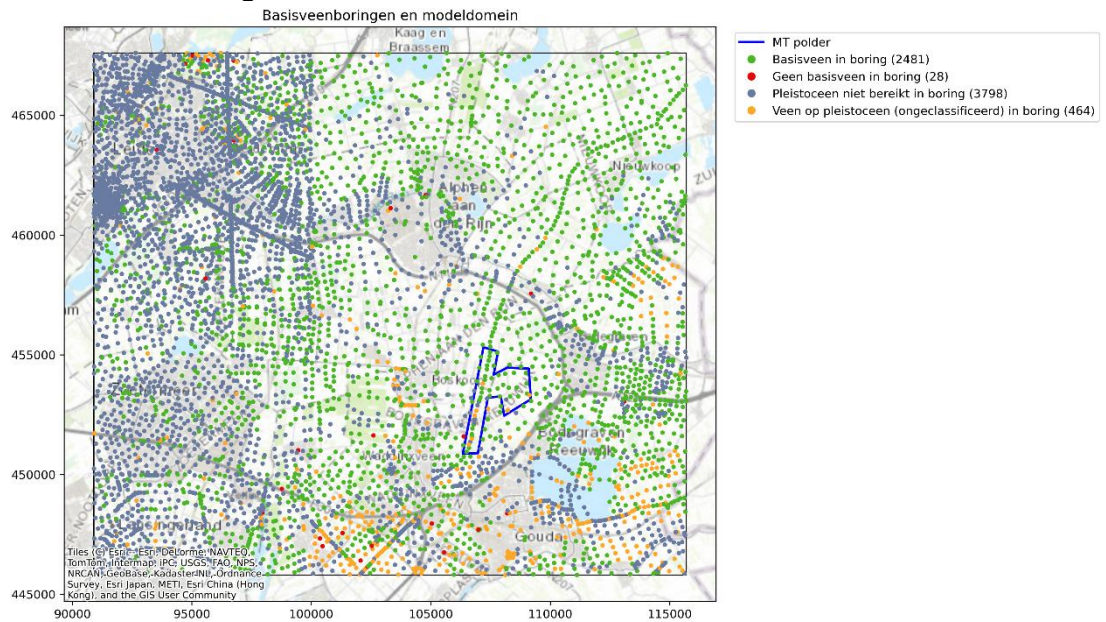 Basisveenboringen en modeldomein
MT polder
Basisveen in boring (2481)
Geen basisveen in boring (28)
Pleistoceen niet bereikt in boring (3798)
Veen op pleistoceen (ongeclassificeerd) in boring (464)
Kaag en
Braassem
465000
Nieuwkoop
Alphen
aan
den Rijn
460000
455000
Boskoop
Bodegraven
Reeuwijk
450000
Waddinxveen
Gouda
Tiles (C) Esri -- Esri, DeLorme, NAVTEQ,
TomTom, Intermap, iPC, USGS, FAO, NPS,
NRCAN, GeoBase, Kadaster NL, Ordnance
Survey, Esri Japan, METI, Esri China (Hong
Kong), and the GIS User Community
445000
90000
95000
100000
105000
110000
115000